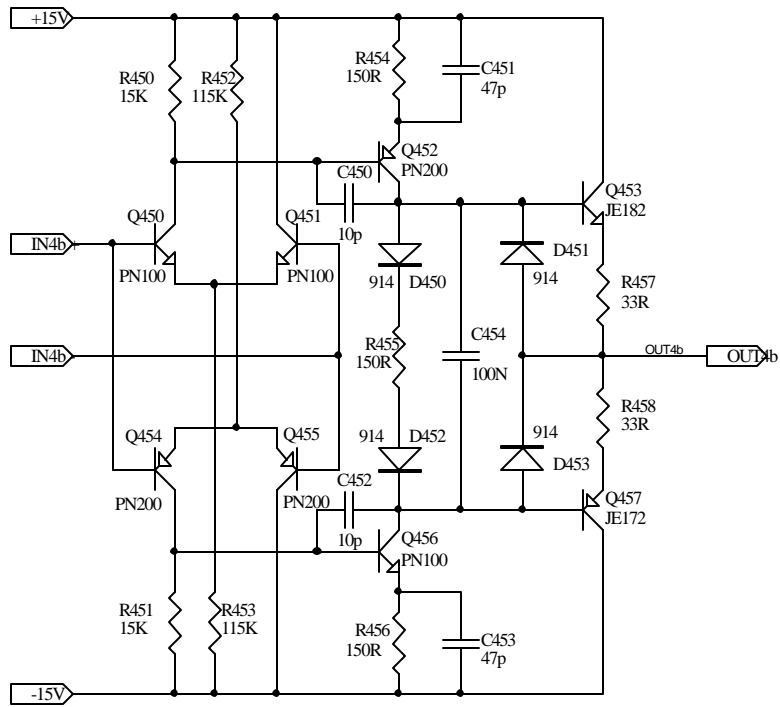 +15V
R450
15K
R452
115K
R454
150R
C451
47p
Q452
PN200
C450
10p
Q453
JE182
Q450
PN100
Q451
PN100
IN4b+
914
D450
D451
914
R457
33R
R455
150R
C454
100N
IN4b-
OUT4b
OUT4b
R458
33R
Q454
PN200
Q455
PN200
914
D452
914
D453
C452
10p
Q457
JE172
Q456
PN100
R451
15K
R453
115K
R456
150R
C453
47p
-15V